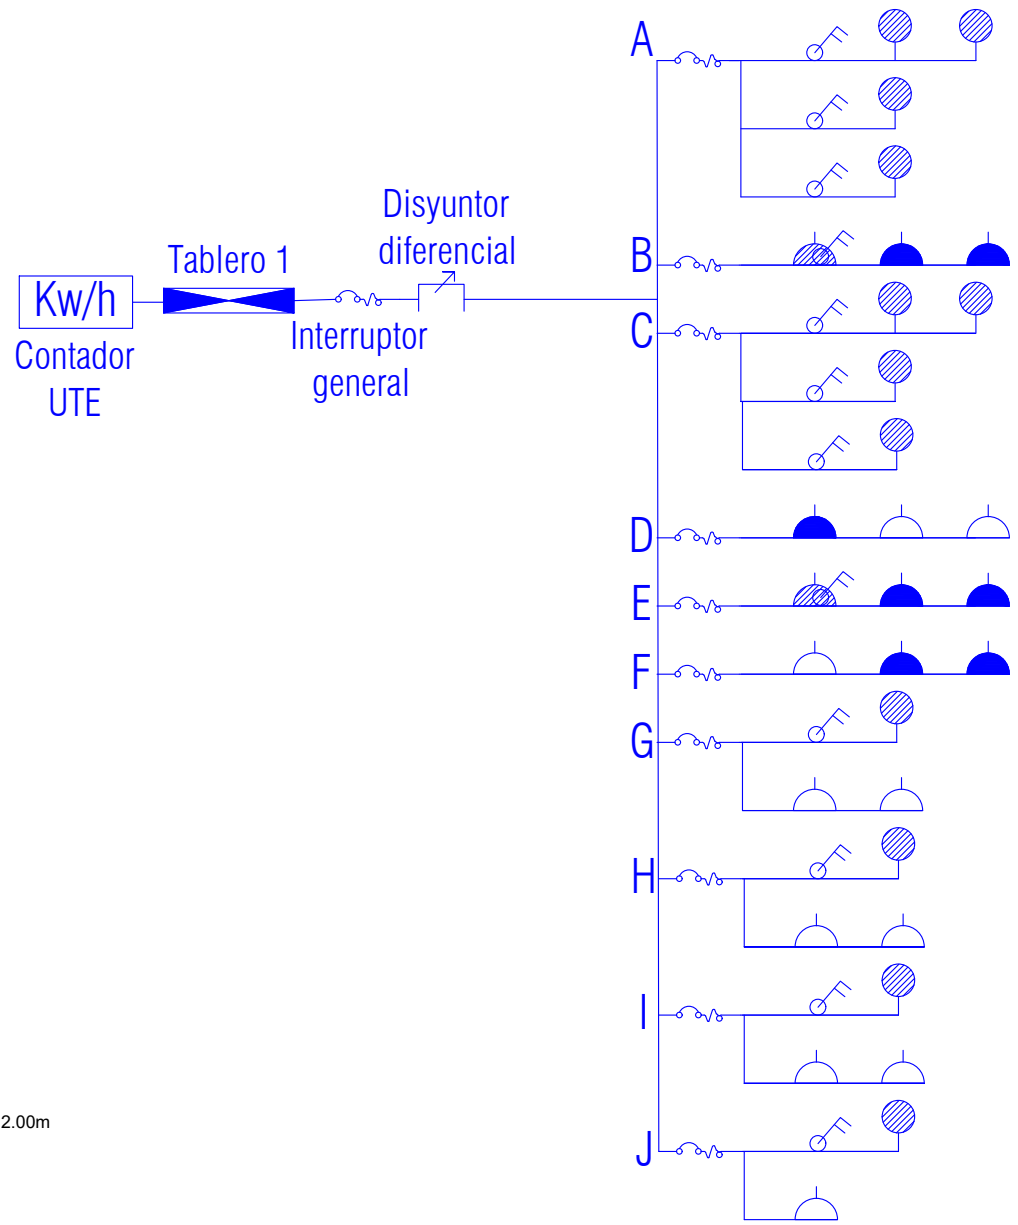 A
Disyuntor
diferencial
Tablero 1
B
Kw/h
Contador
UTE
Interruptor
general
C
D
E
F
G
H
I
J
2.00m